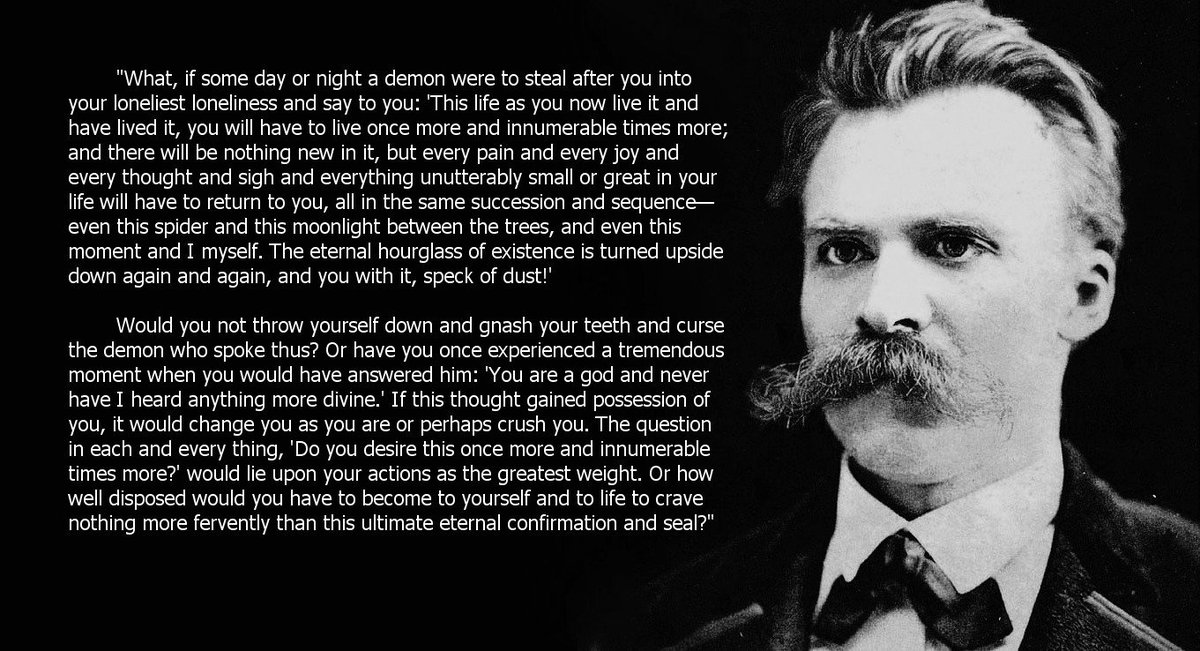 "What, if some day or night a demon were to steal after you into
your loneliest loneliness and say to you: 'This life as you now live it and
have lived it, you will have to live once more and innumerable times more;
and there will be nothing new in it, but every pain and every joy and
every thought and sigh and everything unutterably small or great in your
life will have to return to you, all in the same succession and sequence—
even this spider and this moonlight between the trees, and even this
moment and I myself. The eternal hourglass of existence is turned upside
down again and again, and you with it, speck of dust!'
Would you not throw yourself down and gnash your teeth and curse
the demon who spoke thus? Or have you once experienced a tremendous
moment when you would have answered him: 'You are a god and never
have I heard anything more divine.' If this thought gained possession of
you, it would change you as you are or perhaps crush you. The question
in each and every thing, 'Do you desire this once more and innumerable
times more?' would lie upon your actions as the greatest weight. Or how
well disposed would you have to become to yourself and to life to crave
nothing more fervently than this ultimate eternal confirmation and seal?"